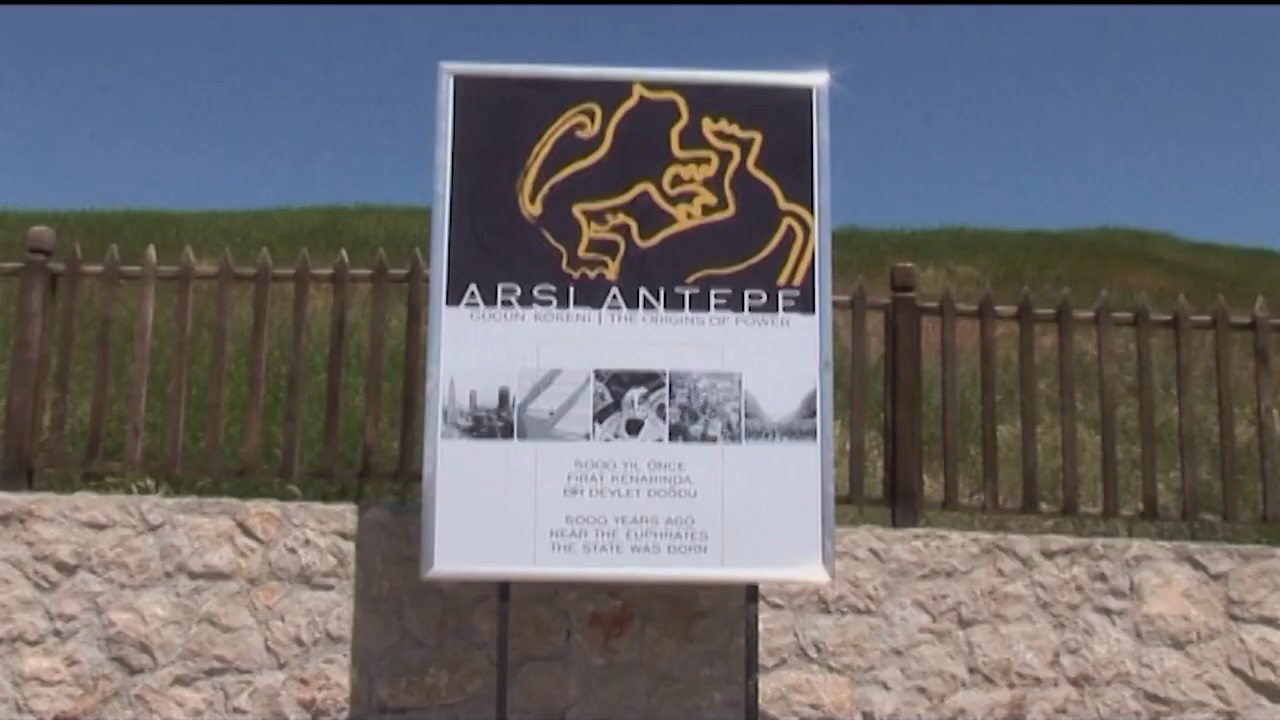 ARSLANTEPE
GÜCÜN KÖKENİ | THE ORIGINS OF POWER
5000 YIL ÖNCE
FIRAT KENARINDA
BİR DEVLET DOĞDU
5000 YEARS AGO
NEAR THE EUPHRATES
THE STATE WAS BORN